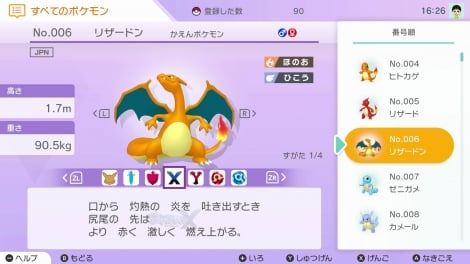 すべてのポケモン
登録した数 90
16:26
No.006 リザードン かえんポケモン
JPN
ほのお
ひこう
高さ
1.7m
重さ
90.5kg
L
R
すがた 1/4
ZL
X
Y
ZR
口から 灼熱の 炎を 吐き出すとき
尻尾の 先は
より 赤く 激しく 燃え上がる。
番号順
No.004
ヒトカゲ
No.005
リザード
No.006
リザードン
No.007
ゼニガメ
No.008
カメール
ヘルプ
B もどる
いろ
Y しゅつげん
X げんご
A なきごえ